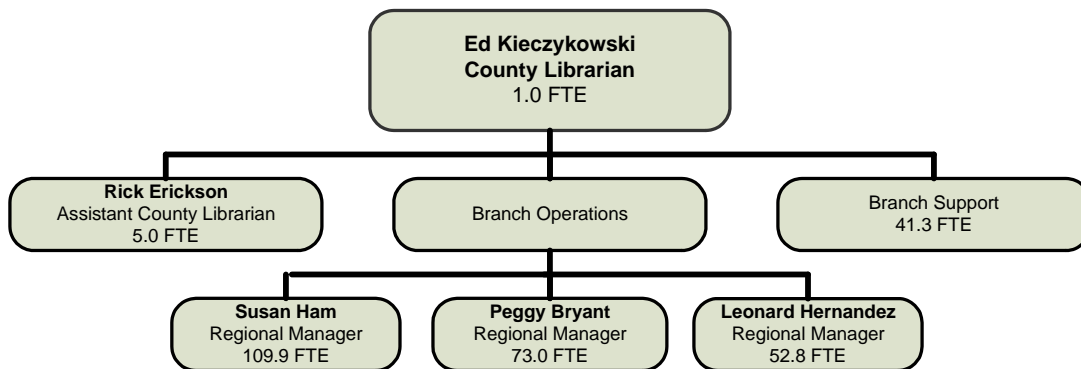 Ed Kieczykowski
County Librarian
1.0 FTE
Rick Erickson
Assistant County Librarian
5.0 FTE
Branch Operations
Branch Support
41.3 FTE
Susan Ham
Regional Manager
109.9 FTE
Peggy Bryant
Regional Manager
73.0 FTE
Leonard Hernandez
Regional Manager
52.8 FTE